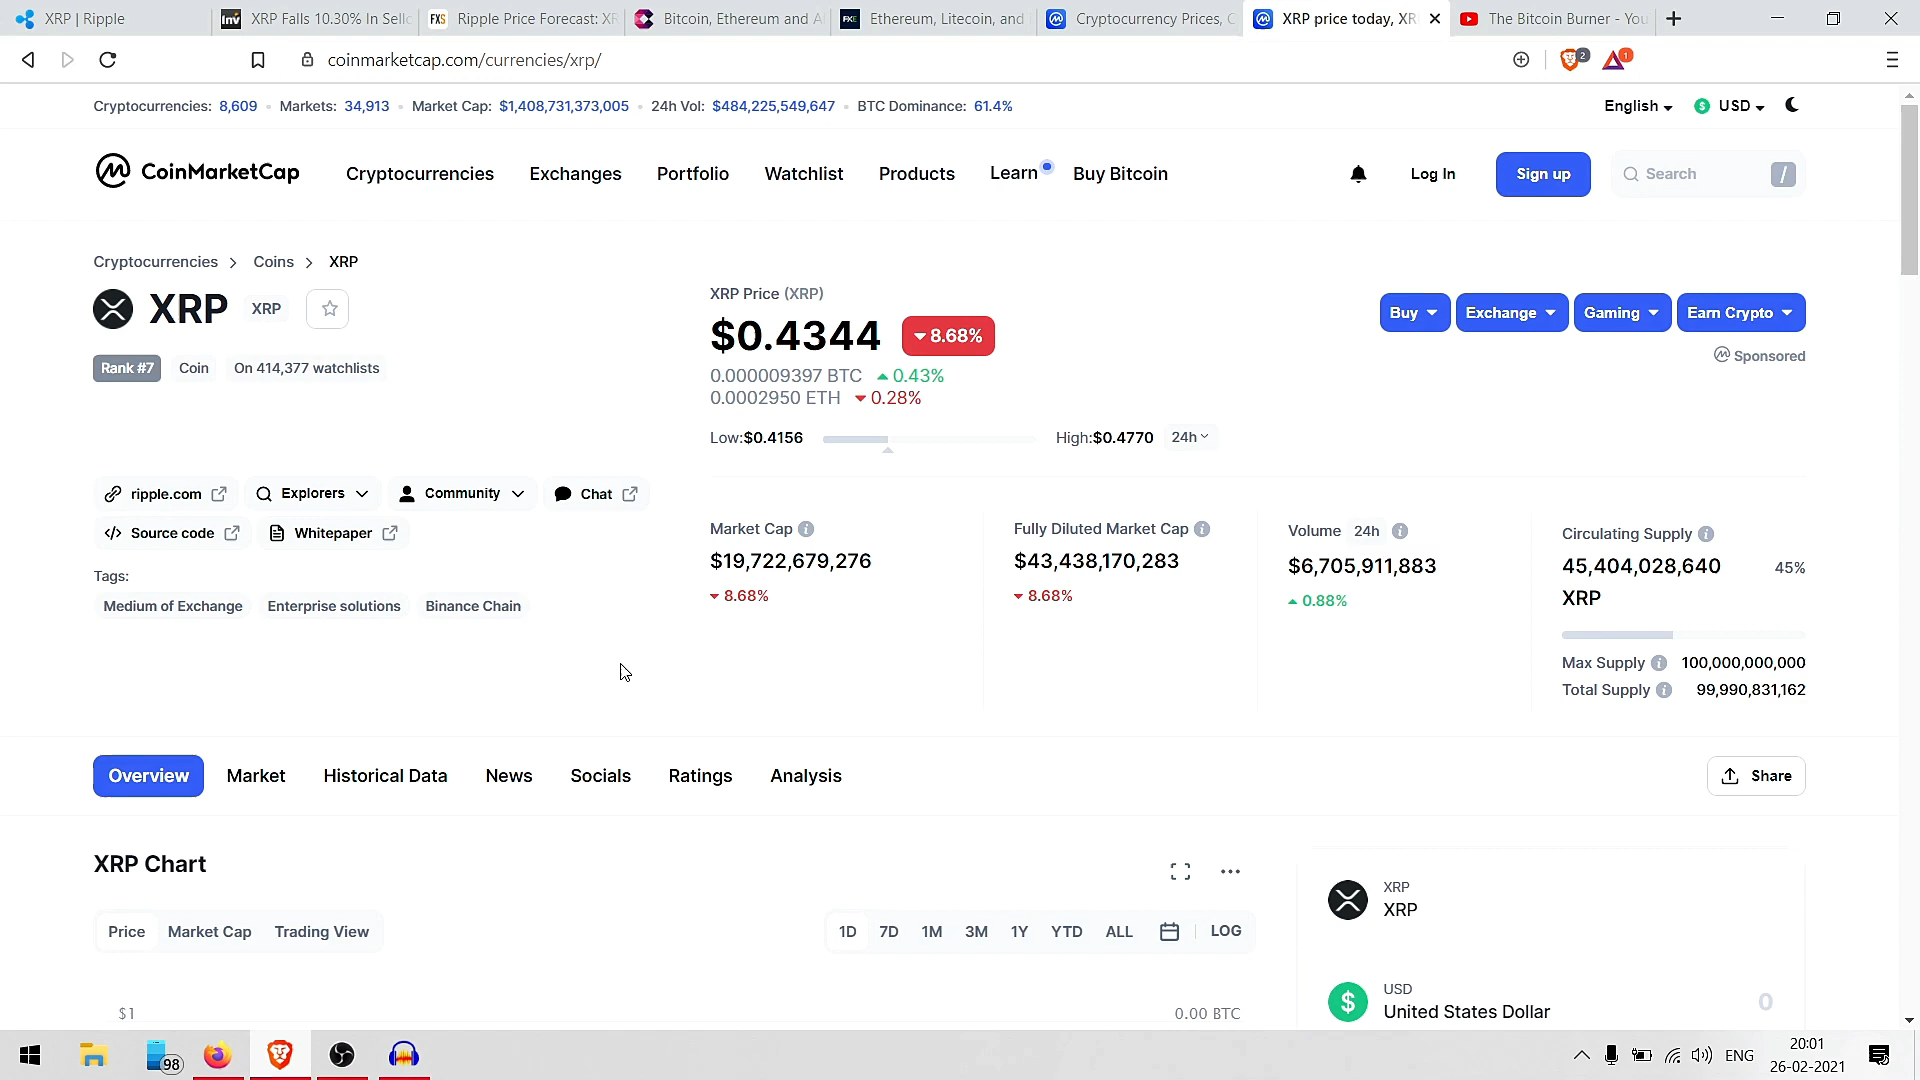 XRP | Ripple
XRP Falls 10.30% In Sello
Ripple Price Forecast: XR
Bitcoin, Ethereum and Al
Ethereum, Litecoin, and
Cryptocurrency Prices, C
XRP price today, XR
The Bitcoin Burner - You
coinmarketcap.com/currencies/xrp/
2
1
Cryptocurrencies: 8,609 Markets: 34,913 Market Cap: $1,408,731,373,005 24h Vol: $484,225,549,647 BTC Dominance: 61.4%
English
USD
CoinMarketCap
Cryptocurrencies Exchanges Portfolio Watchlist Products Learn Buy Bitcoin
Log In
Sign up
Search
/
Cryptocurrencies > Coins > XRP
XRP XRP
Rank #7 Coin On 414,377 watchlists
XRP Price (XRP)
$0.4344 8.68%
0.000009397 BTC 0.43%
0.0002950 ETH 0.28%
Low:$0.4156 High:$0.4770 24h
Buy Exchange Gaming Earn Crypto
Sponsored
ripple.com Explorers Community Chat
Source code Whitepaper
Tags:
Medium of Exchange Enterprise solutions Binance Chain
Market Cap
$19,722,679,276
8.68%
Fully Diluted Market Cap
$43,438,170,283
8.68%
Volume 24h
$6,705,911,883
0.88%
Circulating Supply
45,404,028,640 45%
XRP
Max Supply 100,000,000,000
Total Supply 99,990,831,162
Overview Market Historical Data News Socials Ratings Analysis
Share
XRP Chart
Price Market Cap Trading View
1D 7D 1M 3M 1Y YTD ALL LOG
$1
0.00 BTC
XRP
XRP
USD
United States Dollar
0
98
ENG
20:01
26-02-2021